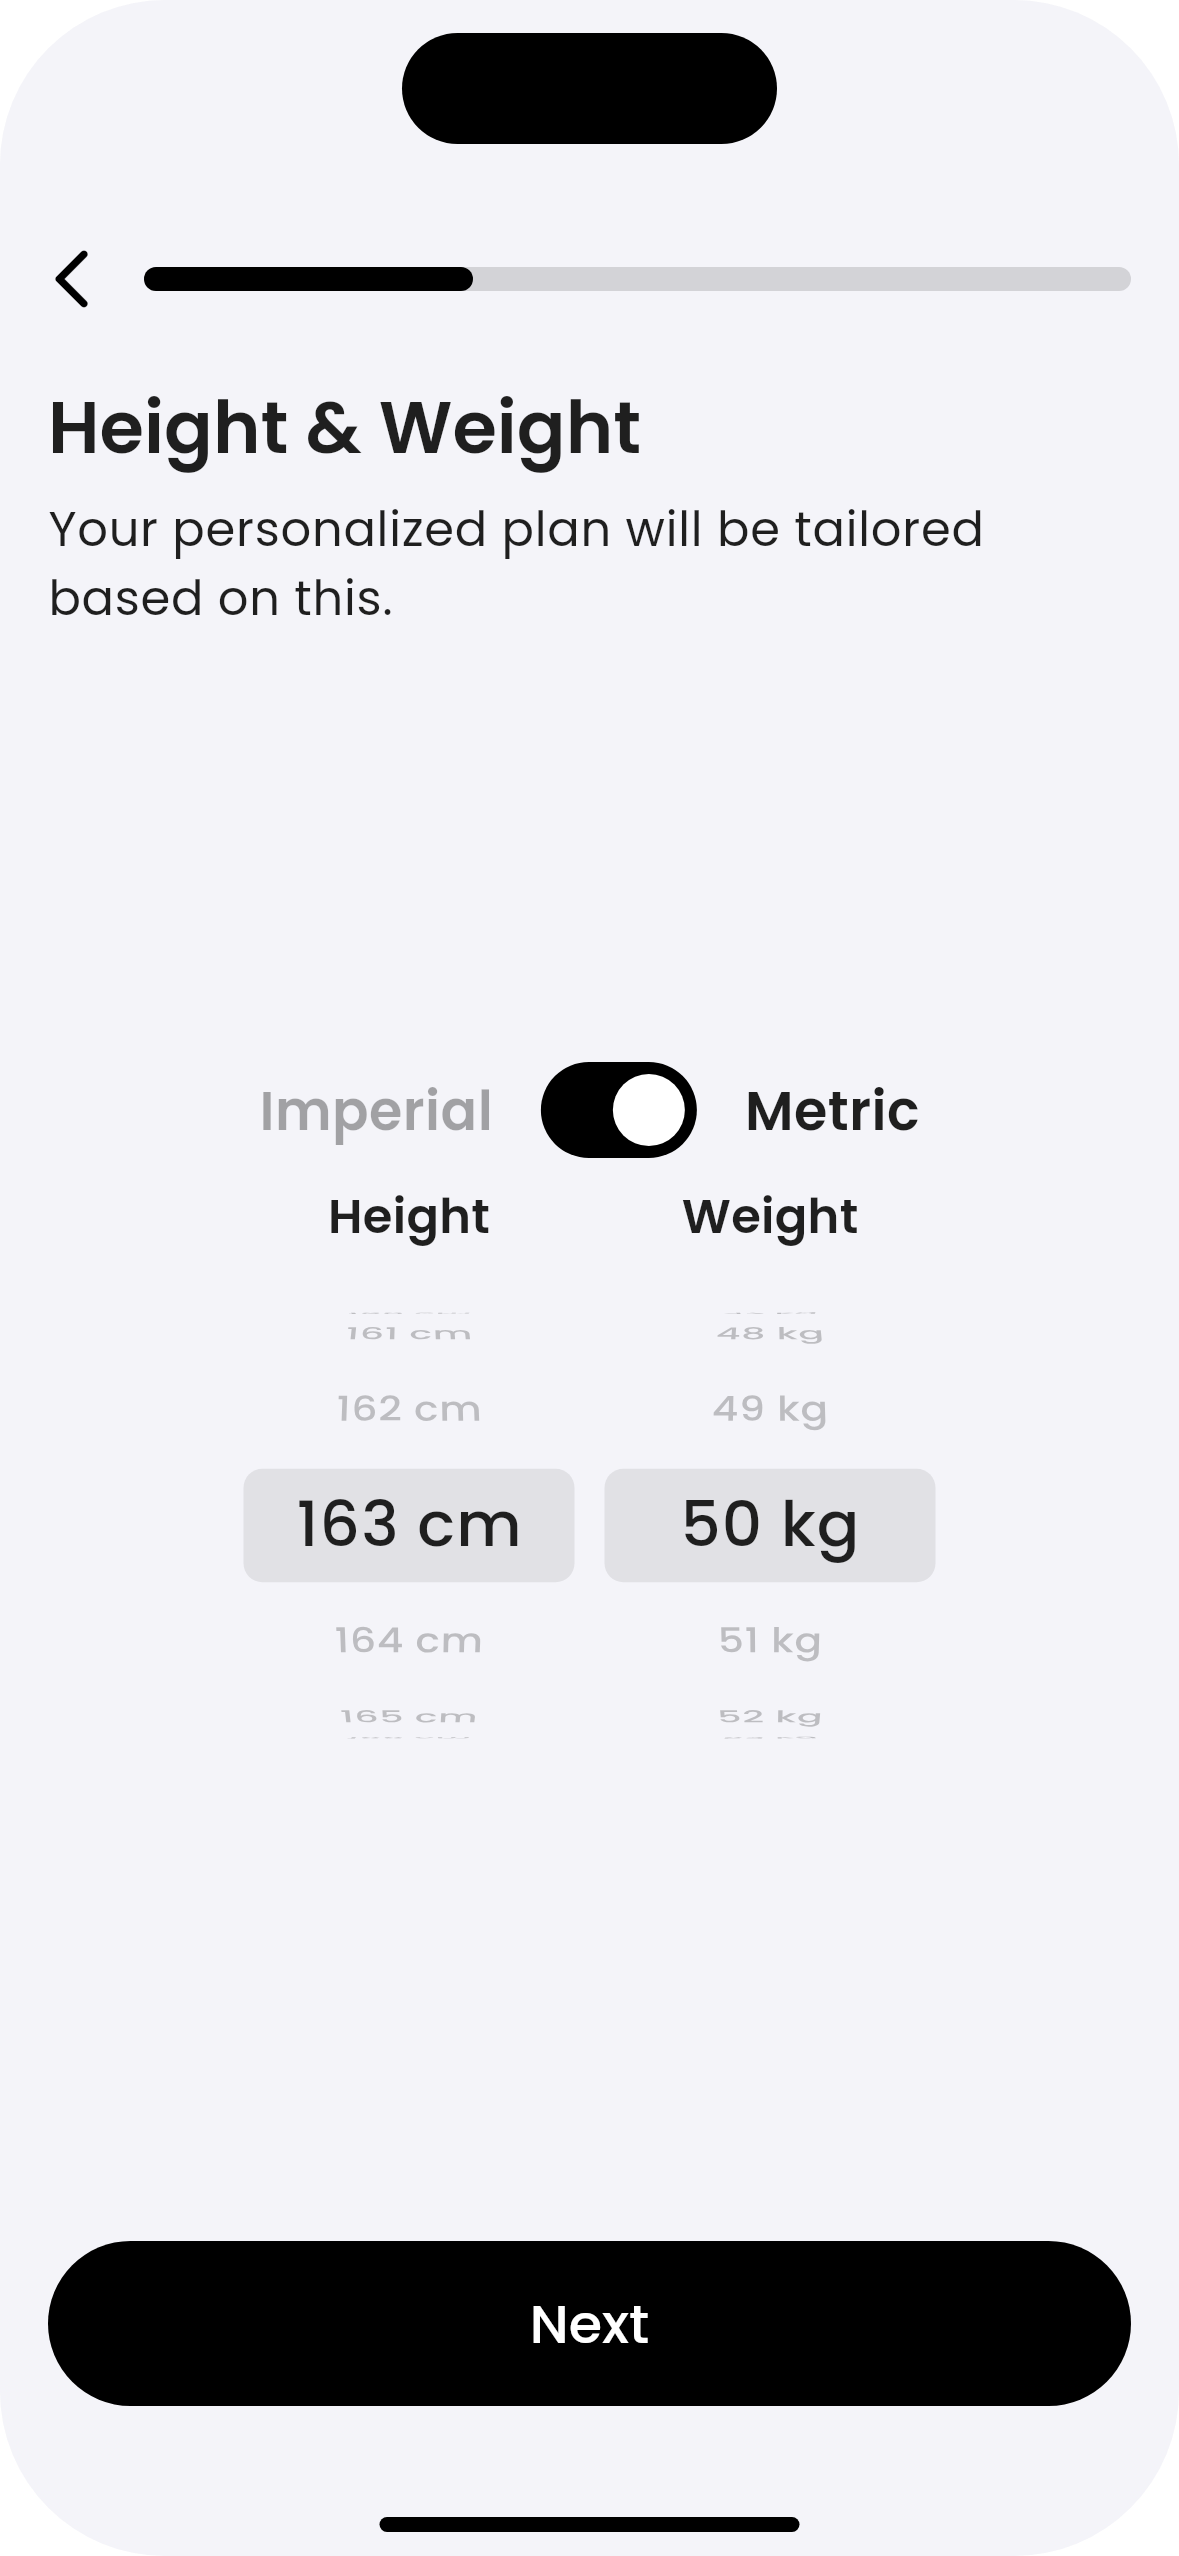 Height & Weight
Your personalized plan will be tailored
based on this.
Imperial Metric
Height Weight
161 cm 48 kg
162 cm 49 kg
163 cm 50 kg
164 cm 51 kg
165 cm 52 kg
Next